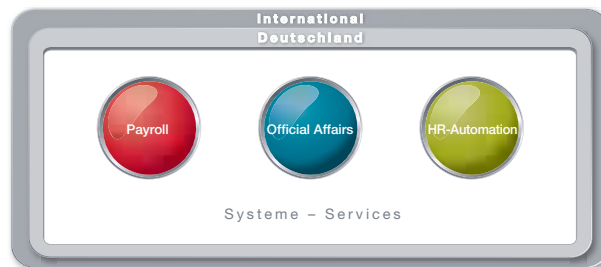 International
Deutschland
Payroll
Official Affairs
HR-Automation
Systeme – Services